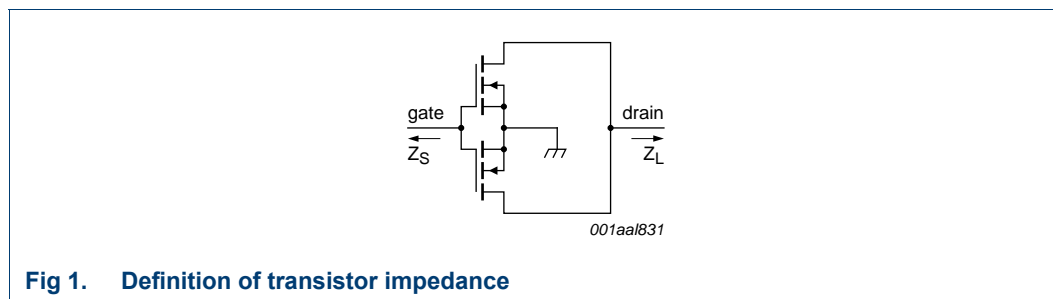 gate
drain
Z_S
Z_L
001aal831
Fig 1. Definition of transistor impedance